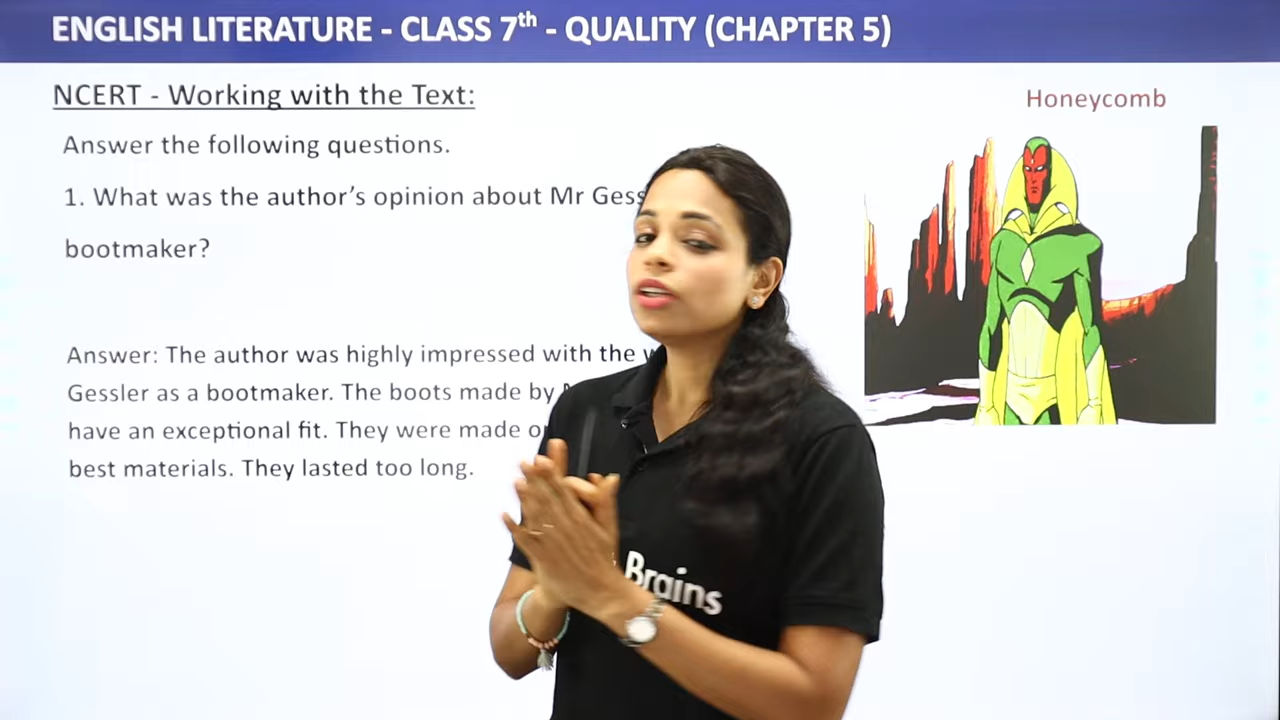 ENGLISH LITERATURE - CLASS 7th - QUALITY (CHAPTER 5)
NCERT - Working with the Text:
Honeycomb
Answer the following questions.
1. What was the author's opinion about Mr
bootmaker?
Answer: The author was highly impressed with the
Gessler as a bootmaker. The boots made by
have an exceptional fit. They were made
best materials. They lasted too long.
Brains